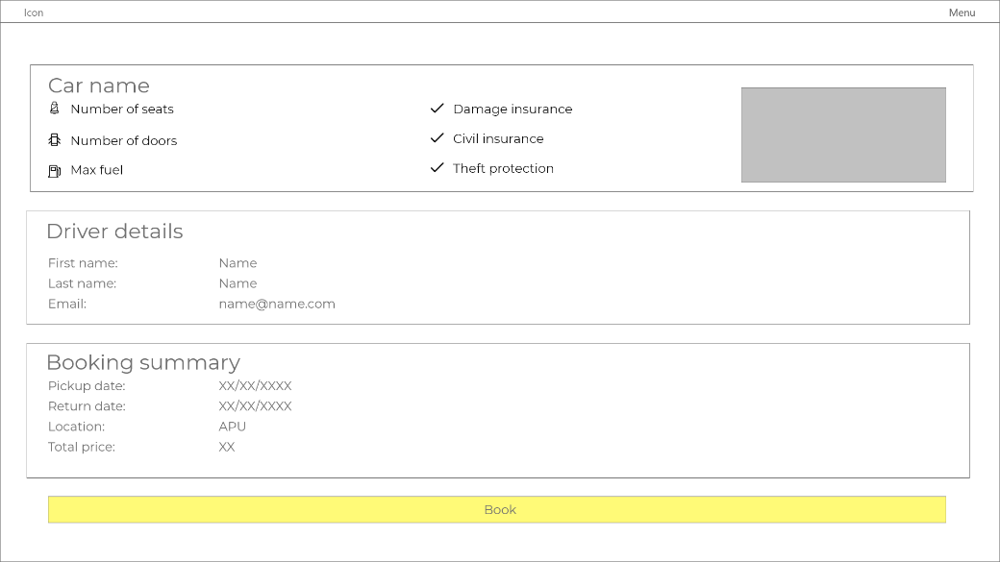 Icon
Menu
Car name
Number of seats
Number of doors
Max fuel
Damage insurance
Civil insurance
Theft protection
Driver details
First name: Name
Last name: Name
Email: name@name.com
Booking summary
Pickup date: XX/XX/XXXX
Return date: XX/XX/XXXX
Location: APU
Total price: XX
Book